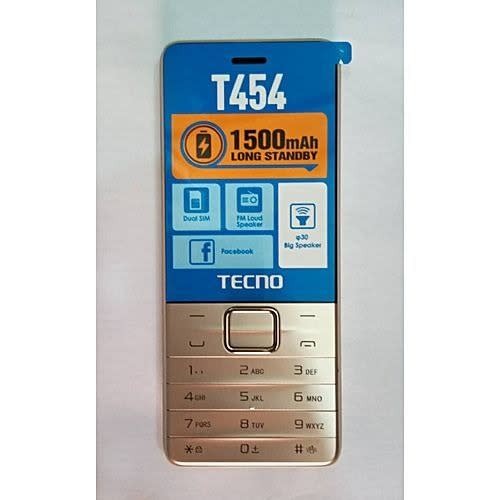 T454
1500mAh
LONG STANDBY
Dual SIM
FM Loud
Speaker
φ30
Big Speaker
f Facebook
TECNO
1
2 ABC
3 DEF
4 GHI
5 JKL
6 MNO
7 PQRS
8 TUV
9 WXYZ
*
0 ±
#